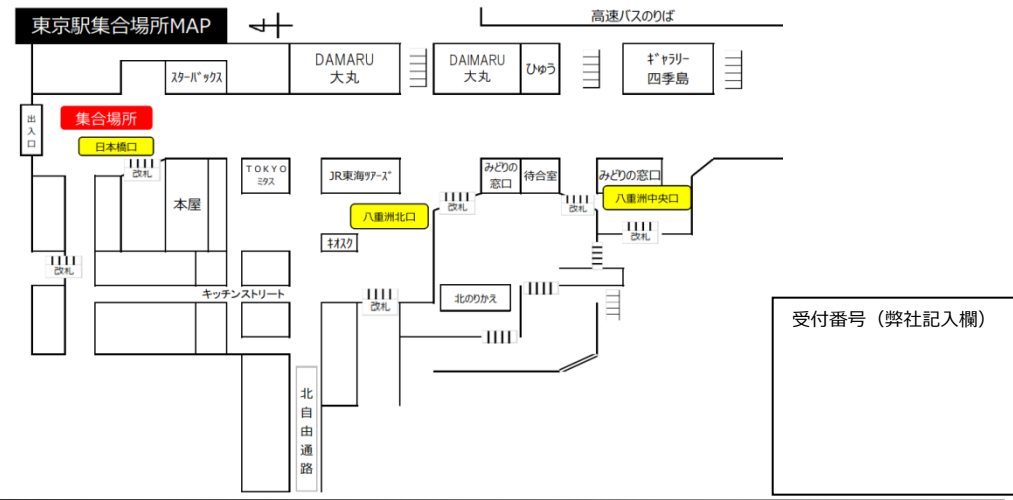 東京駅集合場所MAP
高速バスのりば
スターバックス
DAMARU
大丸
DAIMARU
大丸
ひゅう
ギャラリー
四季島
出入口
集合場所
日本橋口
改札
本屋
TOKYO
ミタス
JR東海ツアーズ
みどりの
窓口
待合室
みどりの窓口
八重洲中央口
改札
改札
八重洲北口
改札
キオスク
改札
キッチンストリート
改札
北のりかえ
北自由通路
受付番号（弊社記入欄）